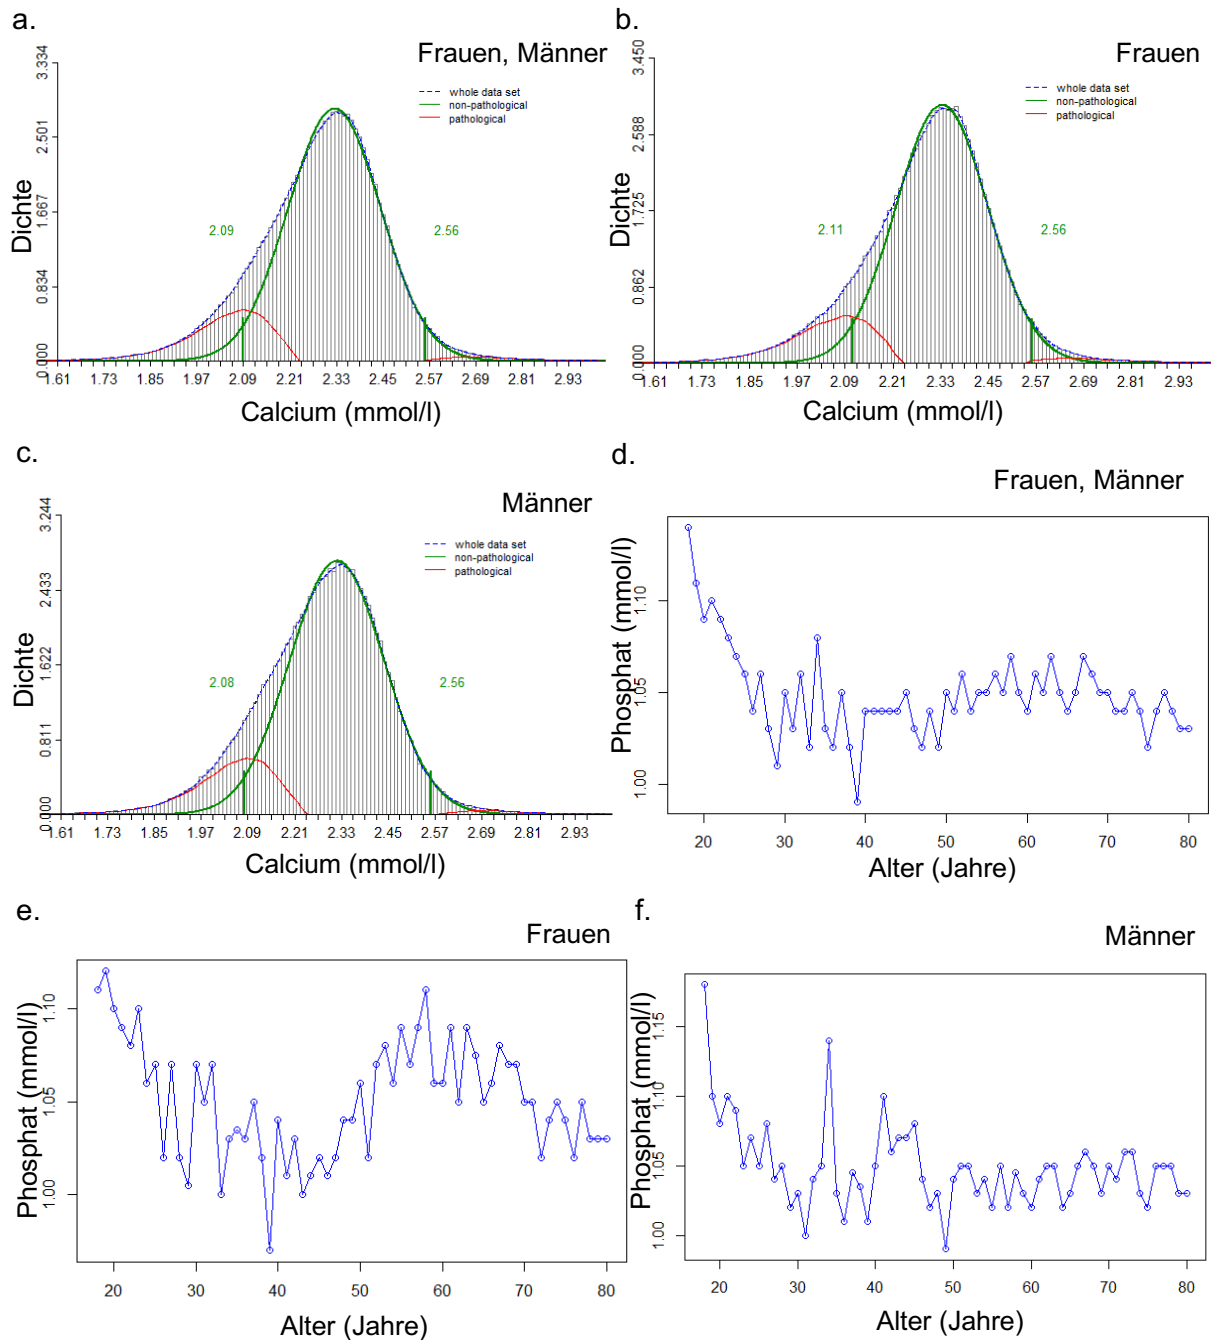 a.
Frauen, Männer
3.334
2.501
1.667
0.834
0.000
Dichte
whole data set
non-pathological
pathological
2.09
2.56
1.61 1.73 1.85 1.97 2.09 2.21 2.33 2.45 2.57 2.69 2.81 2.93
Calcium (mmol/l)
b.
Frauen
3.450
2.588
1.725
0.862
0.000
Dichte
whole data set
non-pathological
pathological
2.11
2.56
1.61 1.73 1.85 1.97 2.09 2.21 2.33 2.45 2.57 2.69 2.81 2.93
Calcium (mmol/l)
c.
Männer
3.244
2.433
1.622
0.811
0.000
Dichte
whole data set
non-pathological
pathological
2.08
2.56
1.61 1.73 1.85 1.97 2.09 2.21 2.33 2.45 2.57 2.69 2.81 2.93
Calcium (mmol/l)
d.
Frauen, Männer
Phosphat (mmol/l)
1.10
1.05
1.00
20 30 40 50 60 70 80
Alter (Jahre)
e.
Frauen
Phosphat (mmol/l)
1.10
1.05
1.00
20 30 40 50 60 70 80
Alter (Jahre)
f.
Männer
Phosphat (mmol/l)
1.15
1.10
1.05
1.00
20 30 40 50 60 70 80
Alter (Jahre)